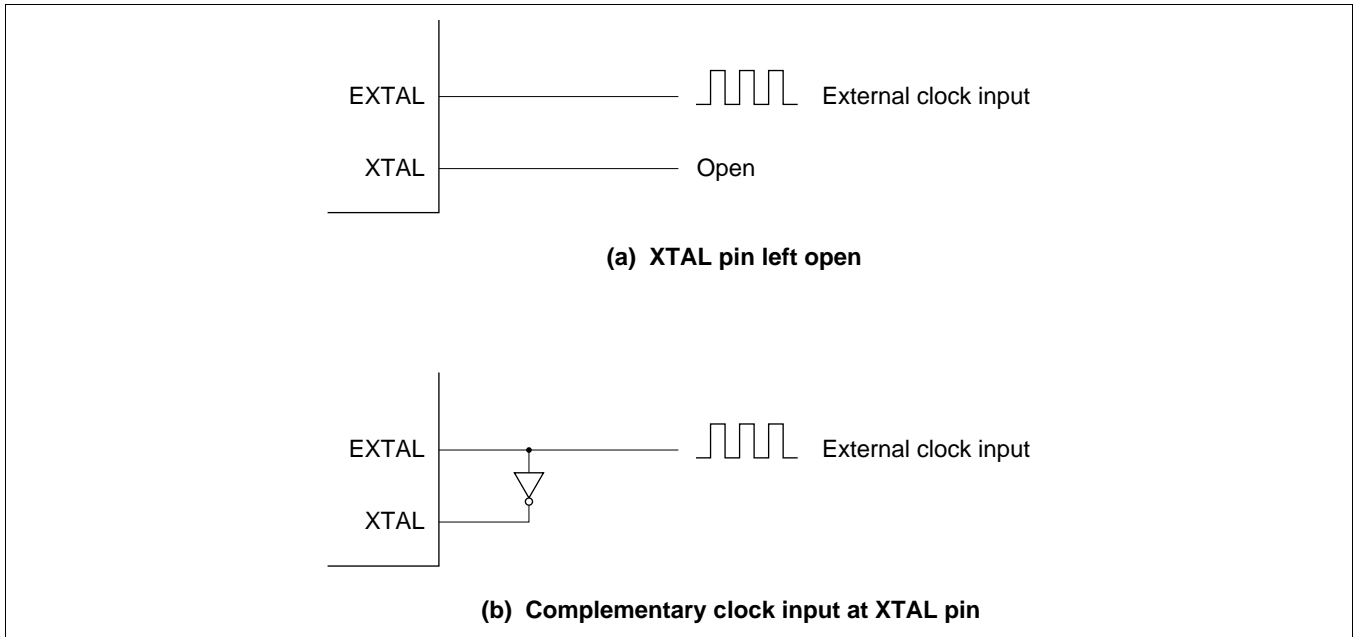 EXTAL
External clock input
XTAL
Open
(a) XTAL pin left open
EXTAL
External clock input
XTAL
(b) Complementary clock input at XTAL pin